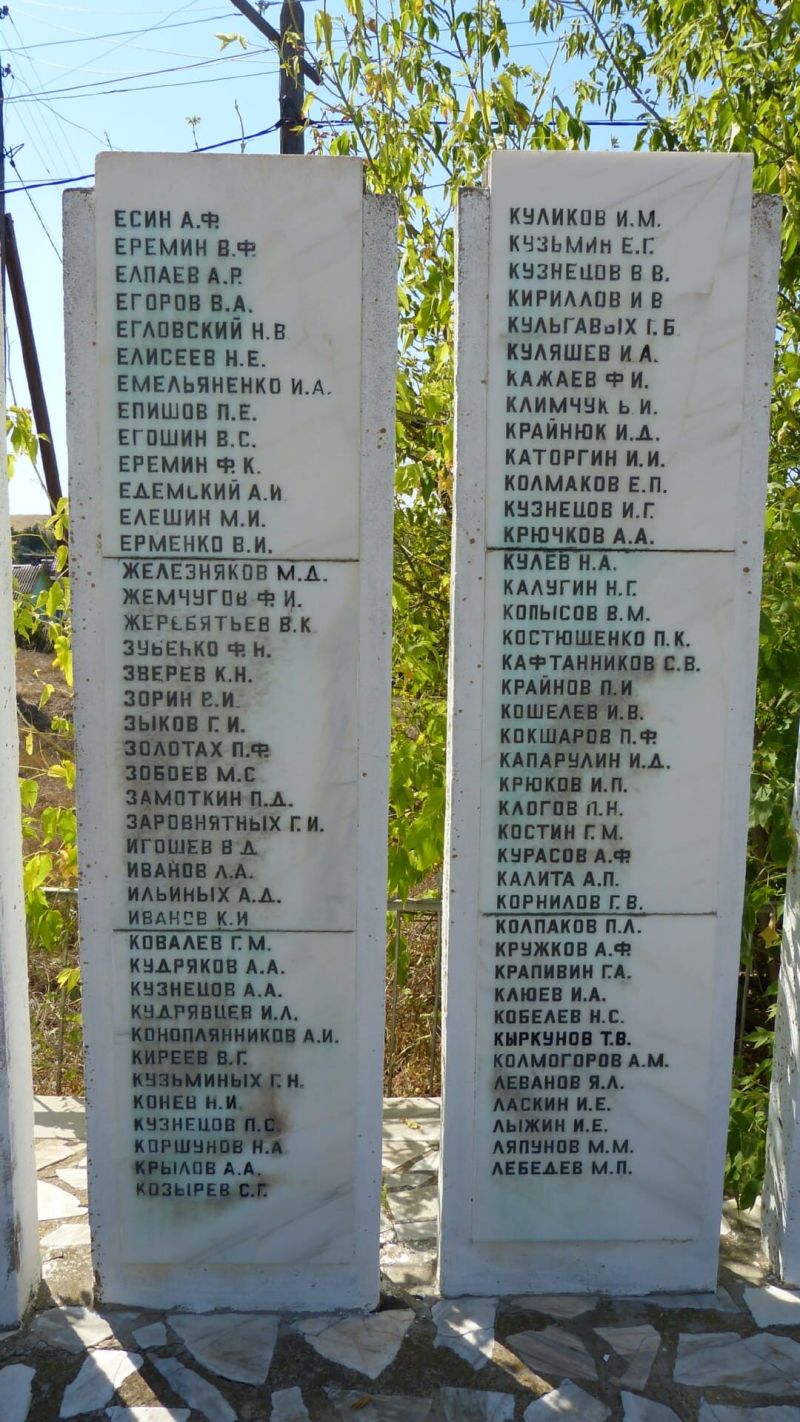 ЕСИН А.Ф.
ЕРЕМИН В.Ф.
ЕЛПАЕВ А.Р.
ЕГОРОВ В.А.
ЕГЛОВСКИЙ Н.В
ЕЛИСЕЕВ Н.Е.
ЕМЕЛЬЯНЕНКО И.А.
ЕПИШОВ П.Е.
ЕГОШИН В.С.
ЕРЕМИН Ф.К.
ЕДЕМСКИЙ А.И
ЕЛЕШИН М.И.
ЕРМЕНКО В.И.
ЖЕЛЕЗНЯКОВ М.Д.
ЖЕМЧУГОВ Ф.И.
ЖЕРЕБЯТЬЕВ В.К
ЗУБЕНКО Ф.Н.
ЗВЕРЕВ К.Н.
ЗОРИН В.И
ЗЫКОВ Г.И.
ЗОЛОТАХ П.Ф.
ЗОБОЕВ М.С
ЗАМОТКИН П.Д.
ЗАРОВНЯТНЫХ Г.И.
ИГОШЕВ В Д
ИВАНОВ Л.А.
ИЛЬИНЫХ А.Д.
ИВАНОВ К.И
КОВАЛЕВ Г.М.
КУДРЯКОВ А.А.
КУЗНЕЦОВ А.А.
КУДРЯВЦЕВ И.Л.
КОНОПЛЯННИКОВ А.И.
КИРЕЕВ В.Г.
КУЗЬМИНЫХ Г.Н.
КОНЕВ Н.И
КУЗНЕЦОВ П.С.
КОРШУНОВ Н.А
КРЫЛОВ А.А.
КОЗЫРЕВ С.Г.
КУЛИКОВ И.М.
КУЗЬМИН Е.Г.
КУЗНЕЦОВ В В.
КИРИЛЛОВ И В
КУЛЬГАВЫХ Г.Б
КУЛЯШЕВ И.А.
КАЖАЕВ Ф И.
КЛИМЧУК И.
КРАЙНЮК И.Д.
КАТОРГИН И.И.
КОЛМАКОВ Е.П.
КУЗНЕЦОВ И.Г.
КРЮЧКОВ А.А.
КУЛЕВ Н.А.
КАЛУГИН Н.Г.
КОПЫСОВ В.М.
КОСТЮЩЕНКО П.К.
КАФТАННИКОВ С.В.
КРАЙНОВ П.И
КОШЕЛЕВ И.В.
КОКШАРОВ П.Ф.
КАПАРУЛИН И.Д.
КРЮКОВ И.П.
КЛОГОВ Л.Н.
КОСТИН Г.М.
КУРАСОВ А.Ф
КАЛИТА А.П.
КОРНИЛОВ Г.В.
КОЛПАКОВ П.Л.
КРУЖКОВ А.Ф.
КРАПИВИН Г.А.
КЛЮЕВ И.А.
КОБЕЛЕВ Н.С.
КЫРКУНОВ Т.В.
КОЛМОГОРОВ А.М.
ЛЕВАНОВ Я.Л.
ЛАСКИН И.Е.
ЛЫЖИН И.Е.
ЛЯПУНОВ М.М.
ЛЕБЕДЕВ М.П.